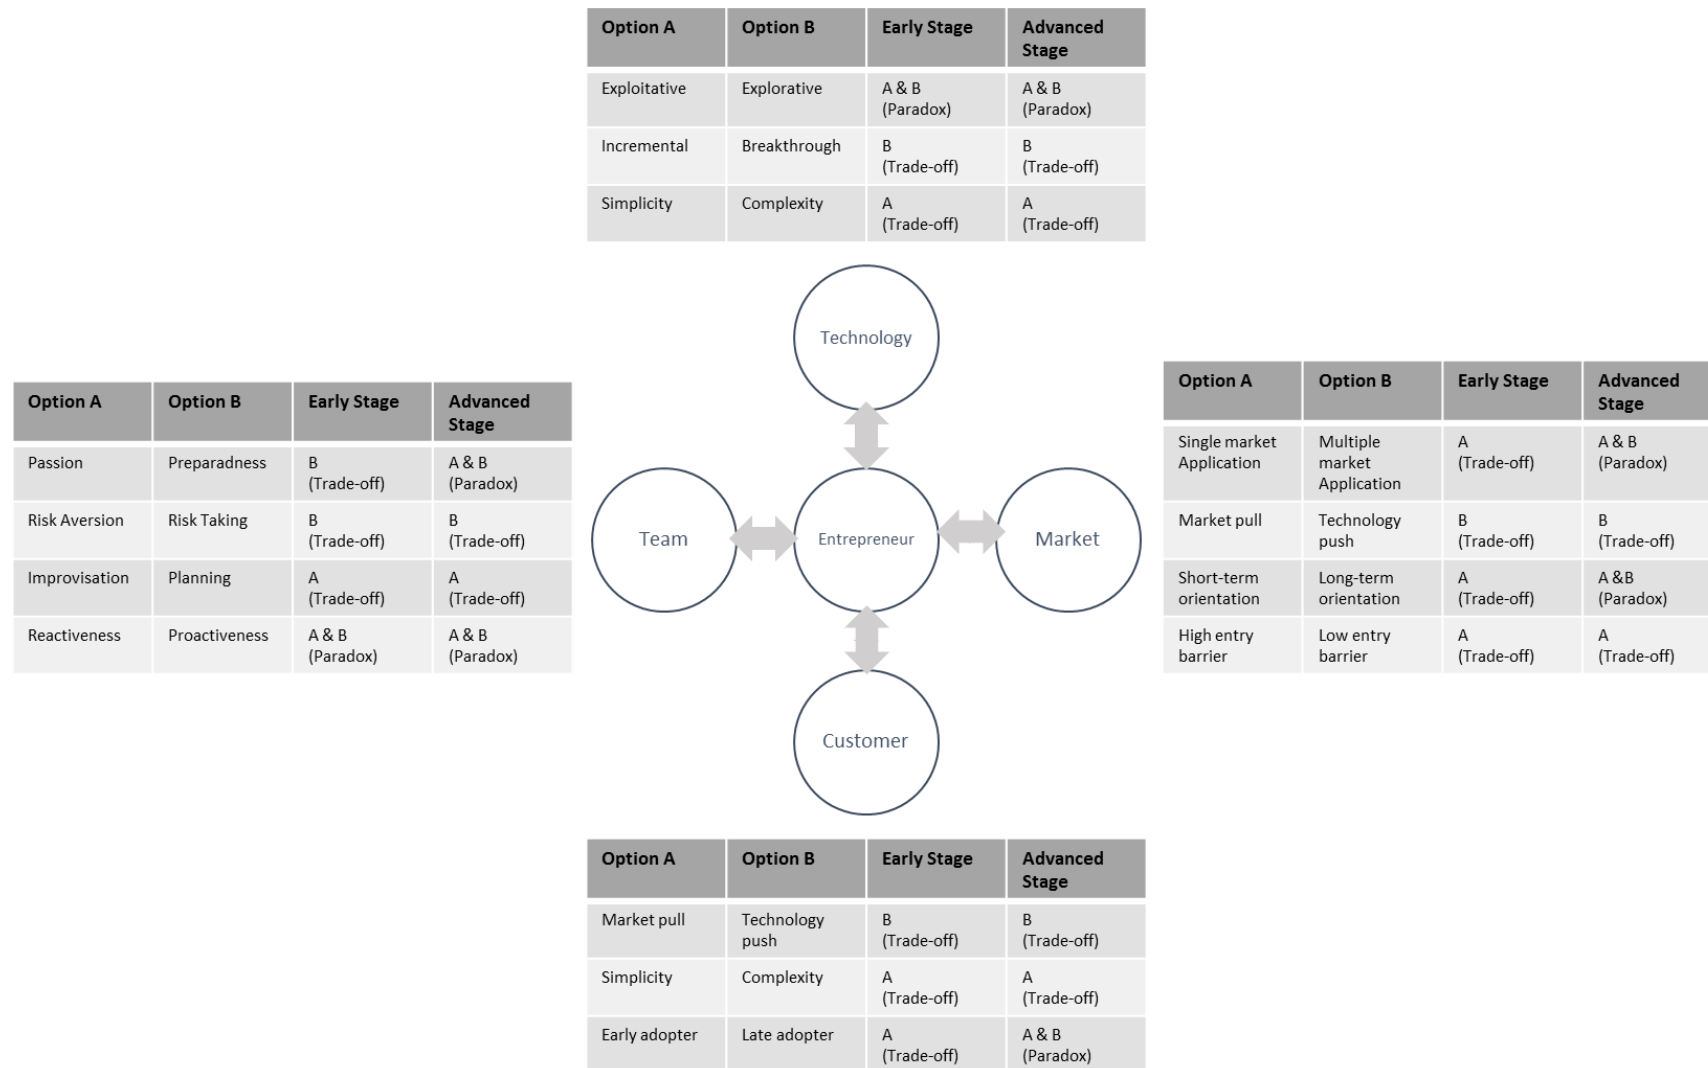 Option A Option B Early Stage Advanced
Stage
Exploitative Explorative A & B A & B
(Paradox) (Paradox)
Incremental Breakthrough B B
(Trade-off) (Trade-off)
Simplicity Complexity A A
(Trade-off) (Trade-off)
Technology
Option A Option B Early Stage Advanced
Stage
Passion Preparadness B A & B
(Trade-off) (Paradox)
Risk Aversion Risk Taking B B
(Trade-off) (Trade-off)
Improvisation Planning A A
(Trade-off) (Trade-off)
Reactiveness Proactiveness A & B A & B
(Paradox) (Paradox)
Team Entrepreneur Market
Option A Option B Early Stage Advanced
Stage
Single market Multiple A A & B
Application market (Trade-off) (Paradox)
Application
Market pull Technology B B
push (Trade-off) (Trade-off)
Short-term Long-term A A &B
orientation orientation (Trade-off) (Paradox)
High entry Low entry A A
barrier barrier (Trade-off) (Trade-off)
Customer
Option A Option B Early Stage Advanced
Stage
Market pull Technology B B
push (Trade-off) (Trade-off)
Simplicity Complexity A A
(Trade-off) (Trade-off)
Early adopter Late adopter A A & B
(Trade-off) (Paradox)